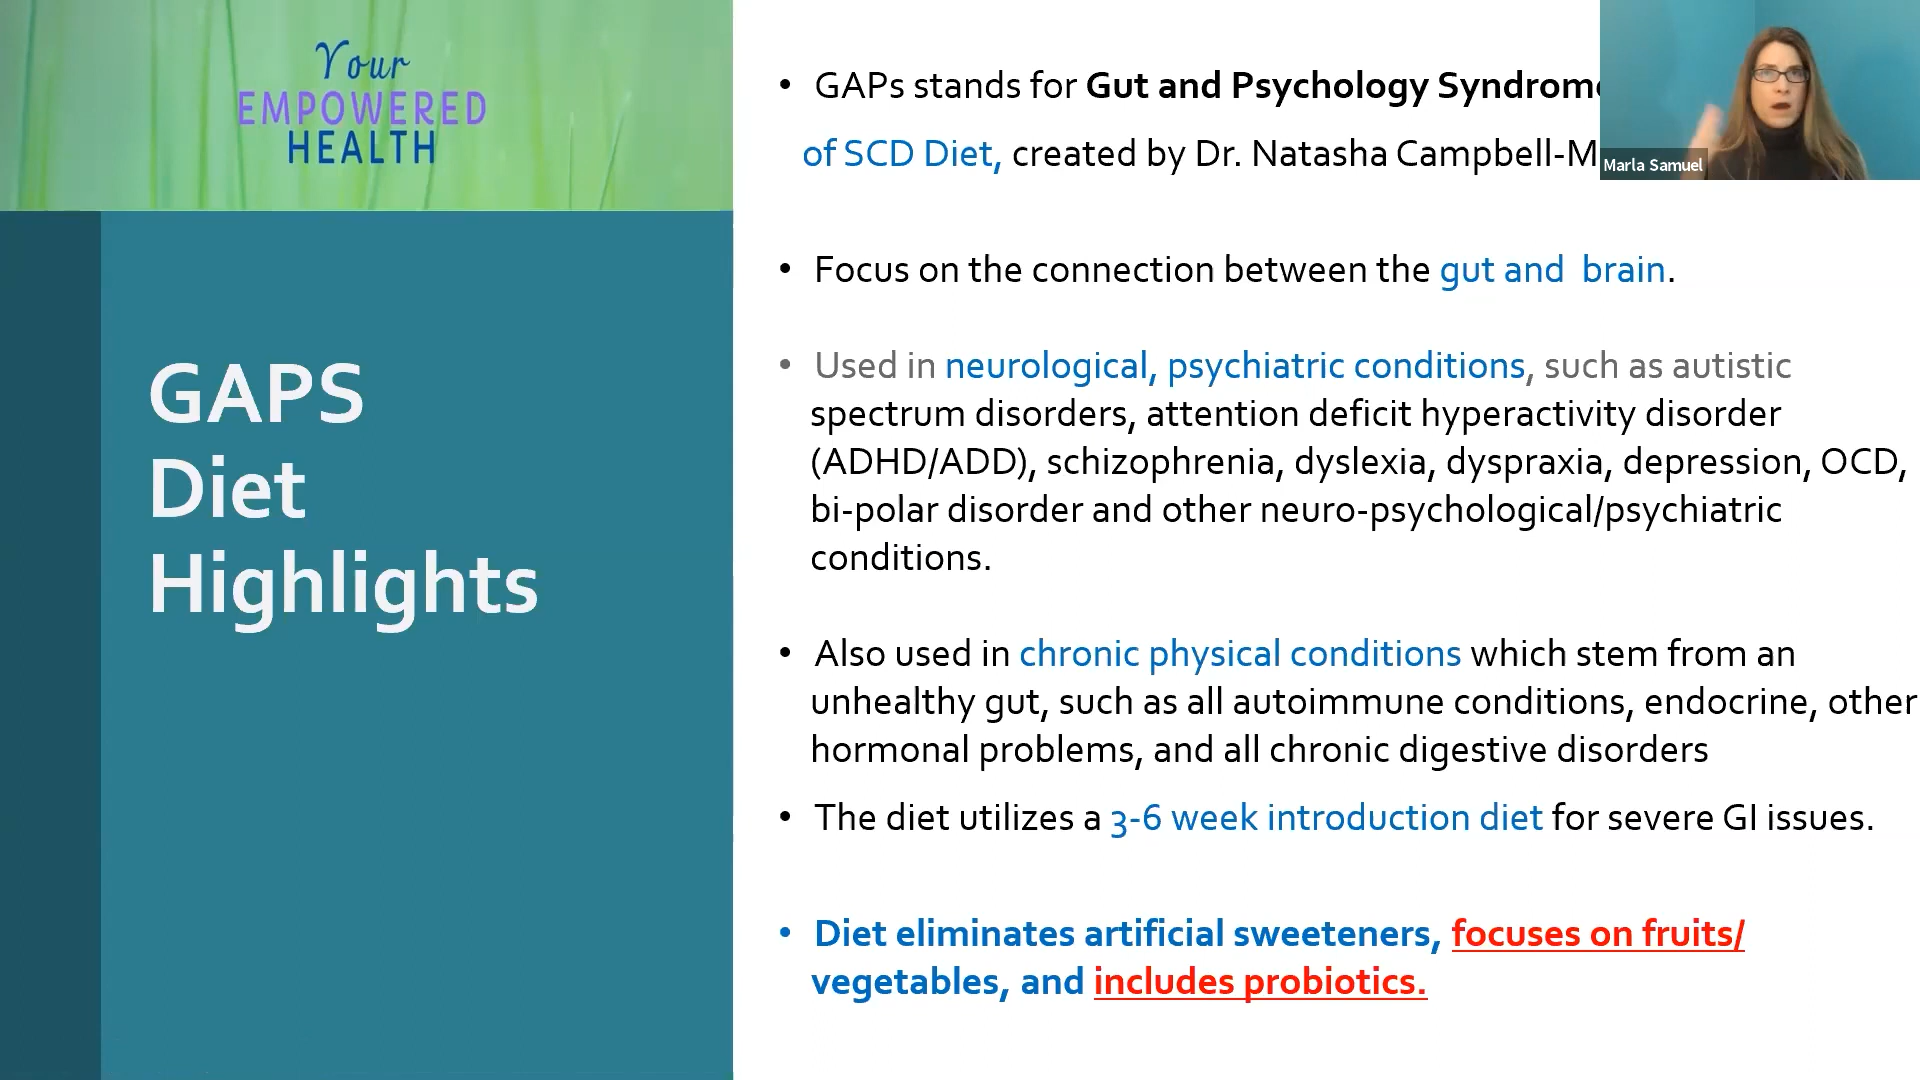 Your
EMPOWERED
HEALTH
GAPS
Diet
Highlights
• GAPs stands for Gut and Psychology Syndrome
of SCD Diet, created by Dr. Natasha Campbell-M
• Focus on the connection between the gut and  brain.
• Used in neurological, psychiatric conditions, such as autistic
spectrum disorders, attention deficit hyperactivity disorder
(ADHD/ADD), schizophrenia, dyslexia, dyspraxia, depression, OCD,
bi-polar disorder and other neuro-psychological/psychiatric
conditions.
• Also used in chronic physical conditions which stem from an
unhealthy gut, such as all autoimmune conditions, endocrine, other
hormonal problems, and all chronic digestive disorders
• The diet utilizes a 3-6 week introduction diet for severe GI issues.
• Diet eliminates artificial sweeteners, focuses on fruits/
vegetables, and includes probiotics.
Marla Samuel